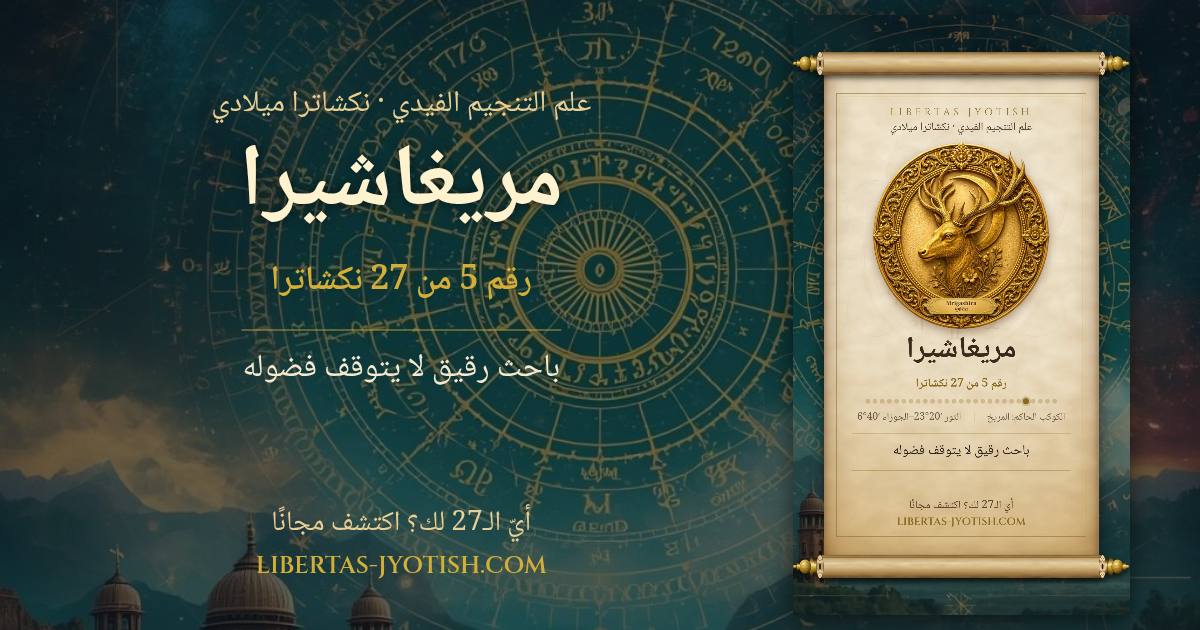 علم التنجيم الفيدي · نكشاترا ميلادي
مريغاشيرا
رقم 5 من 27 نكشاترا
باحث رقيق لا يتوقف فضوله
أيّ الـ27 لك؟ اكتشف مجانًا
LIBERTAS-JYOTISH.COM
LIBERTAS JYOTISH
علم التنجيم الفيدي · نكشاترا ميلادي
Mrigashira
مريغاشيرا
رقم 5 من 27 نكشاترا
الكوكب الحاكم: المريخ
الثور 20′23°–الجوزاء 40′6°
باحث رقيق لا يتوقف فضوله
أي الـ27 لك؟ اكتشف مجانًا
LIBERTAS-JYOTISH.COM